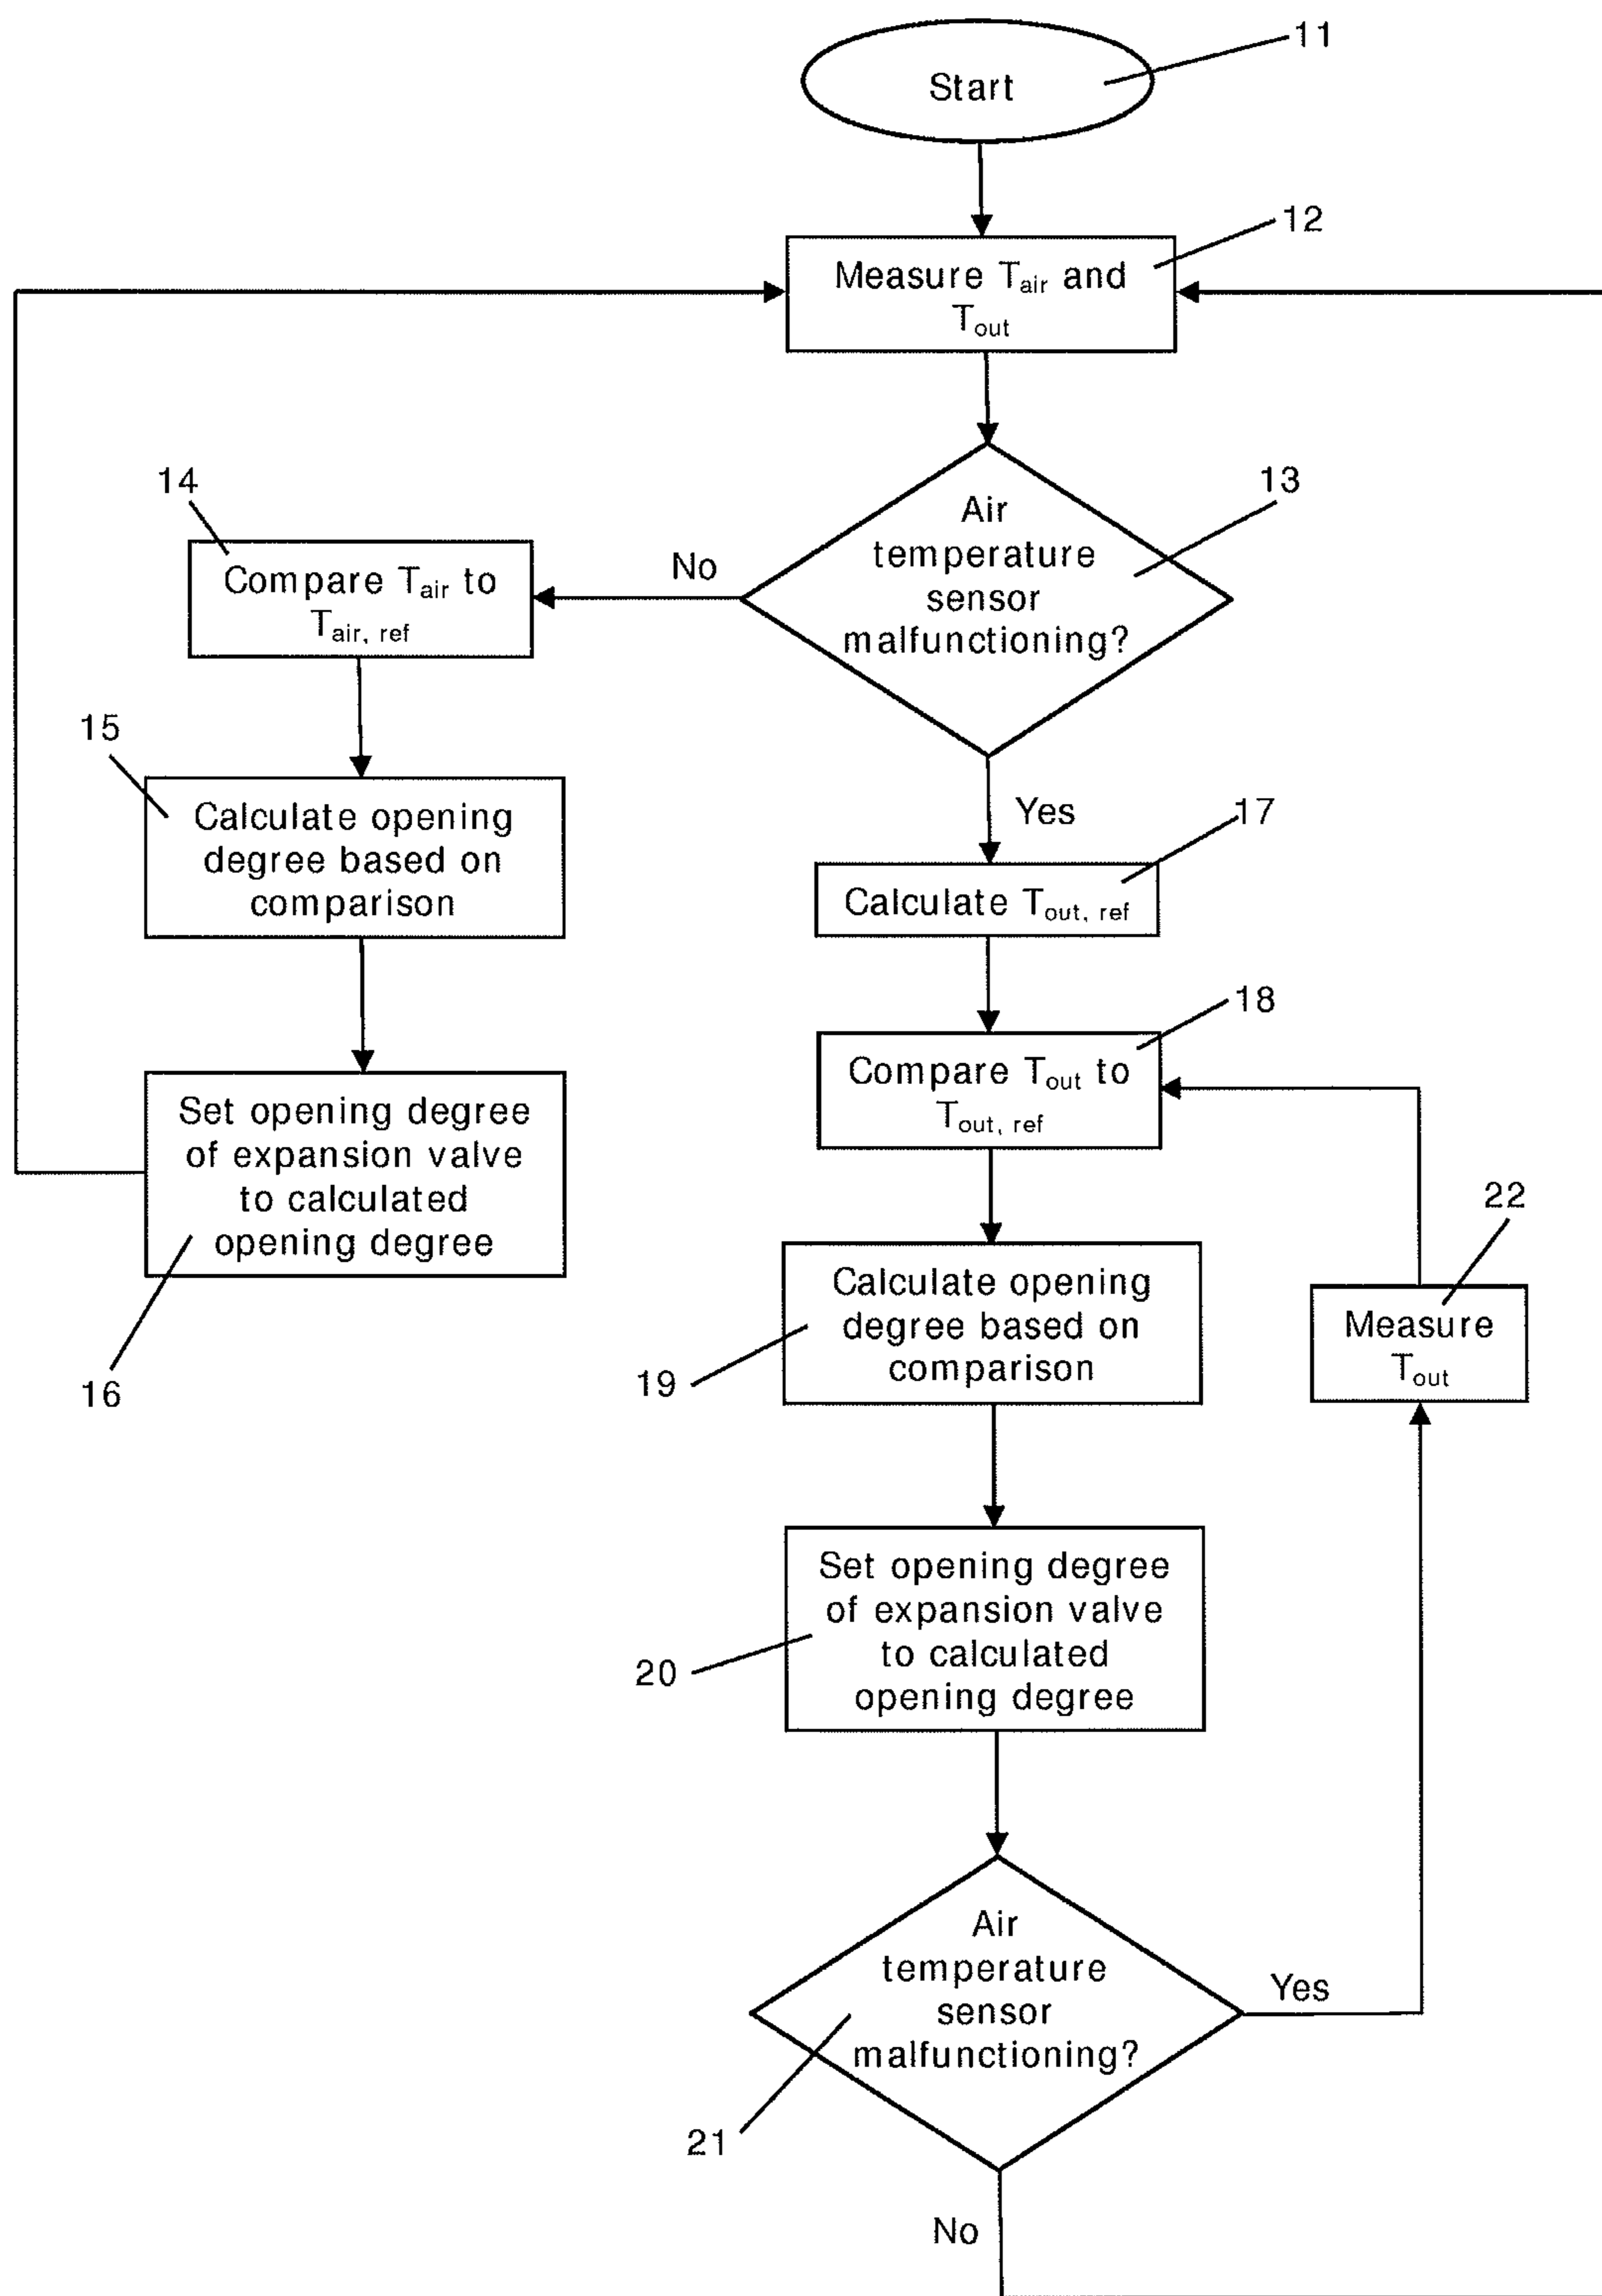 11
Start
12
Measure Tair and
Tout
13
Air
temperature
sensor
malfunctioning?
No
14
Compare Tair to
Tair, ref
15
Calculate opening
degree based on
comparison
16
Set opening degree
of expansion valve
to calculated
opening degree
Yes
17
Calculate Tout, ref
18
Compare Tout to
Tout, ref
19
Calculate opening
degree based on
comparison
22
Measure
Tout
20
Set opening degree
of expansion valve
to calculated
opening degree
21
Air
temperature
sensor
malfunctioning?
Yes
No